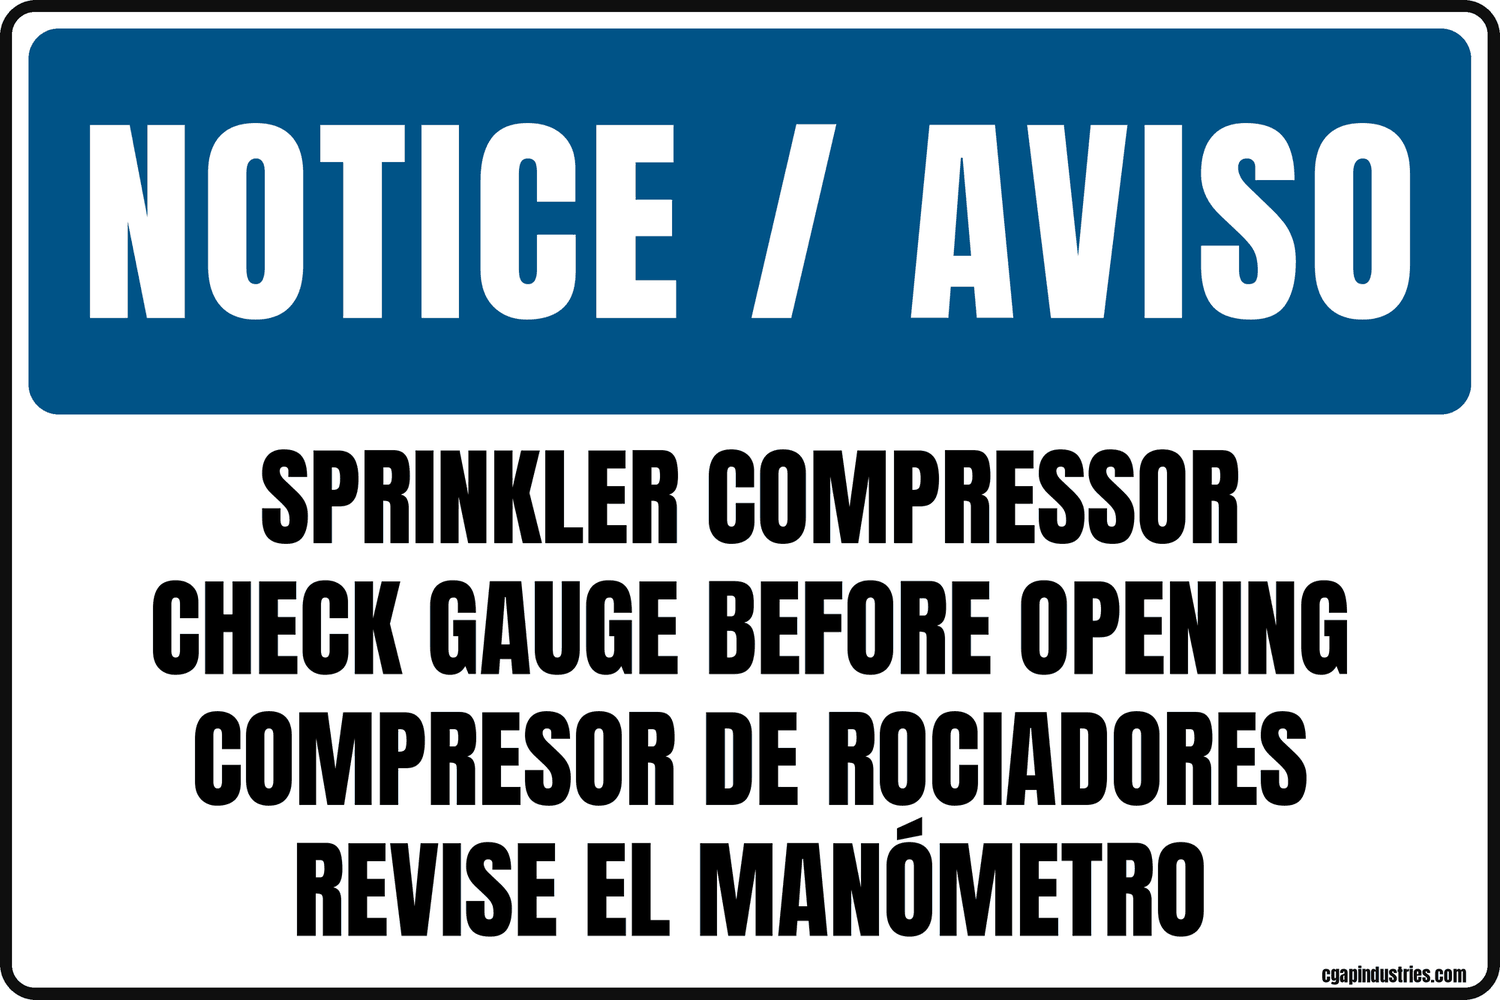 NOTICE / AVISO
SPRINKLER COMPRESSOR
CHECK GAUGE BEFORE OPENING
COMPRESOR DE ROCIADORES
REVISE EL MANÓMETRO
cgapindustries.com